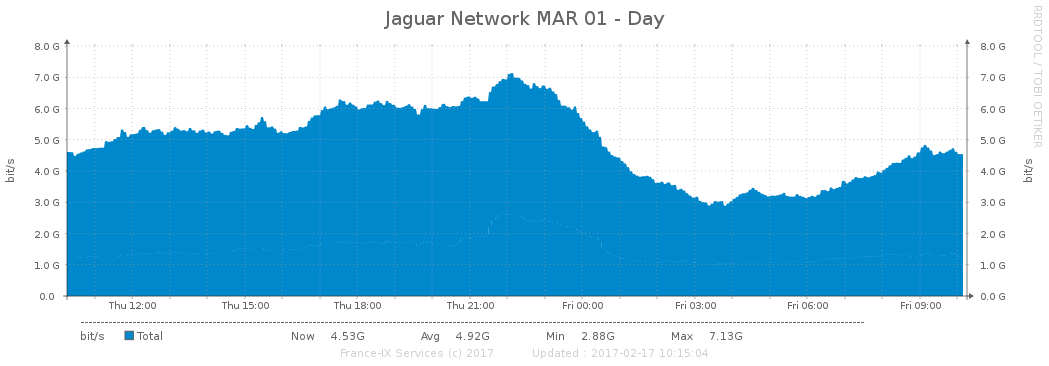 Jaguar Network MAR 01 - Day
RRDTOOL / TOBI OETIKER
bit/s
8.0 G
7.0 G
6.0 G
5.0 G
4.0 G
3.0 G
2.0 G
1.0 G
0.0
8.0 G
7.0 G
6.0 G
5.0 G
4.0 G
3.0 G
2.0 G
1.0 G
0.0 G
bit/s
Thu 12:00 Thu 15:00 Thu 18:00 Thu 21:00 Fri 00:00 Fri 03:00 Fri 06:00 Fri 09:00
bit/s Total Now 4.53G Avg 4.92G Min 2.88G Max 7.13G
France-IX Services (c) 2017 Updated : 2017-02-17 10:15:04